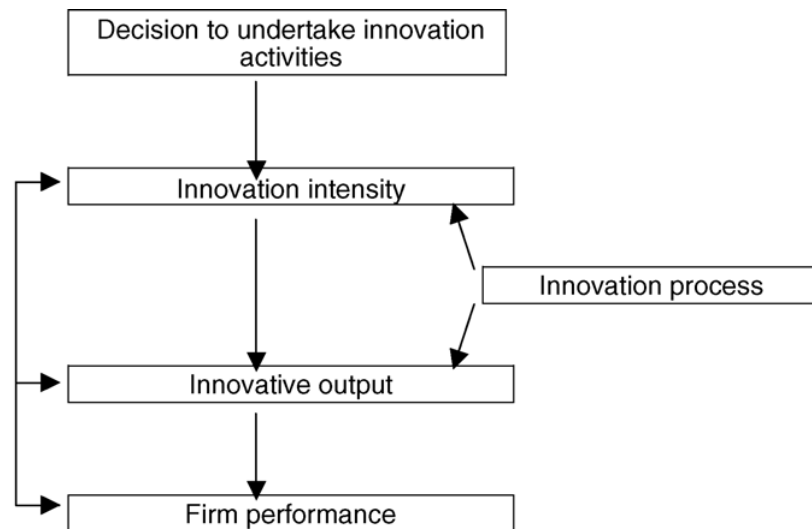 Decision to undertake innovation
activities
Innovation intensity
Innovation process
Innovative output
Firm performance